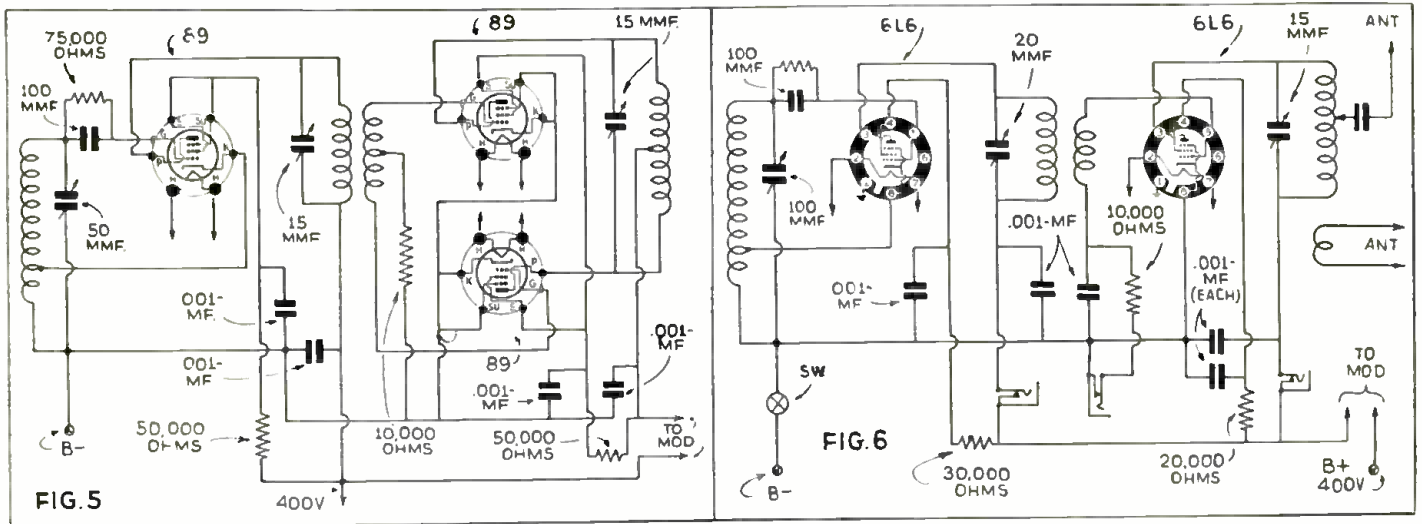 89
75,000
OHMS
100
MMF.
50
MMF.
15
MMF
.001-
MF.
.001-
MF
50,000
OHMS
B-
FIG.5
400V
89
15 MMF.
G
P
S
SU
K
H
H
H
H
K
P
G
SU
S
89
.001-
MF
.001-
MF
10,000
OHMS
50,000
OHMS
TO
MOD
6L6
100
MMF
20
MMF
100
MMF
.001-
MF
.001-MF
SW
B-
FIG.6
30,000
OHMS
6L6
15
MMF
ANT
10,000
OHMS
ANT
.001-
MF
(EACH)
20,000
OHMS
TO
MOD
B+
400V